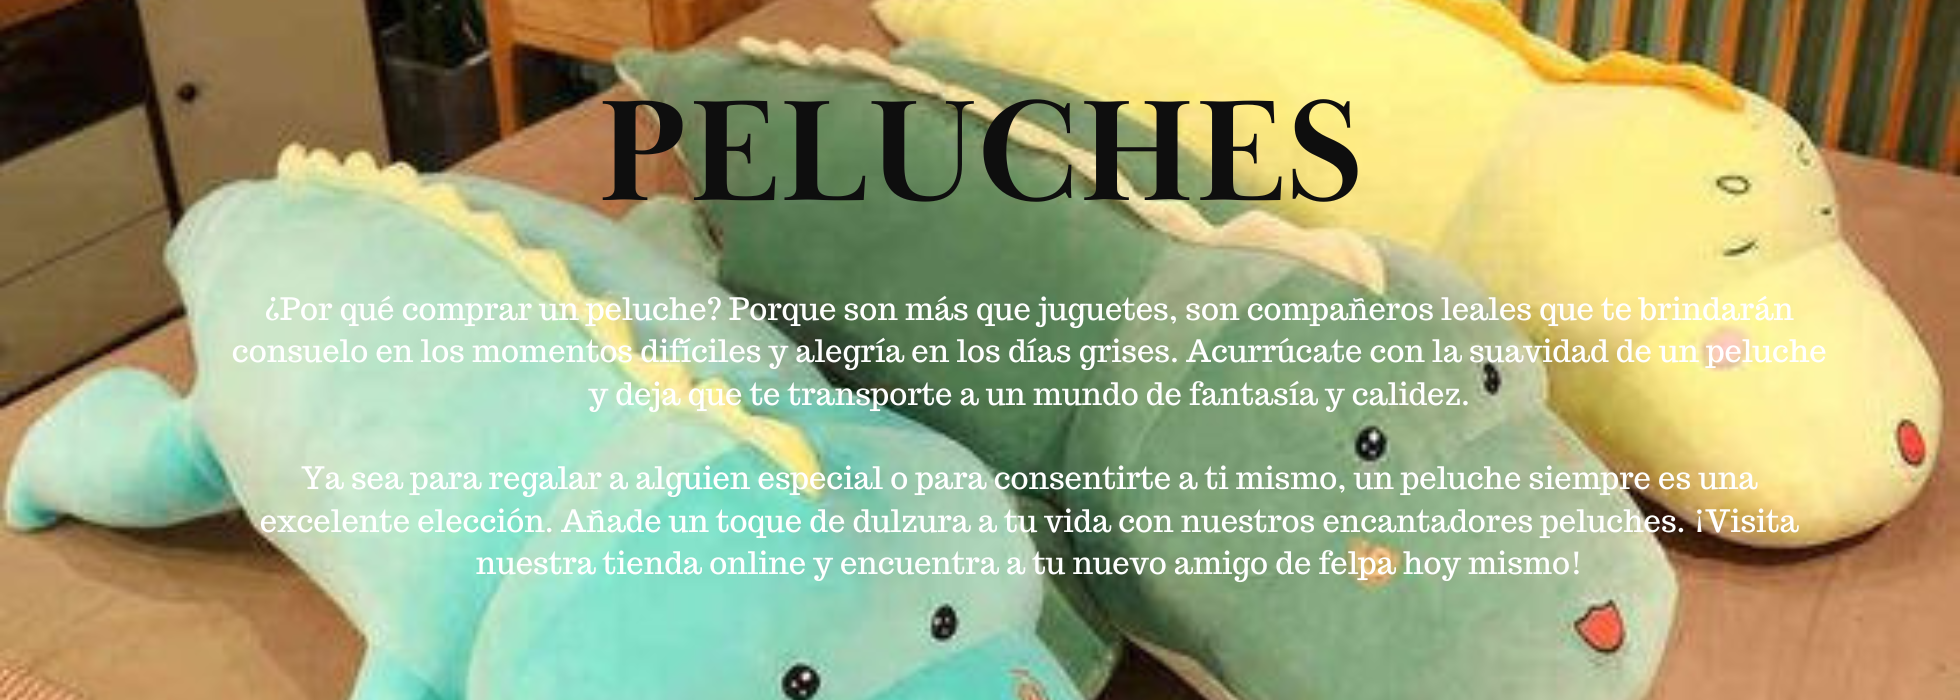 PELUCHES
¿Por qué comprar un peluche? Porque son más que juguetes, son compañeros leales que te brindarán
consuelo en los momentos difíciles y alegría en los días grises. Acurrúcate con la suavidad de un peluche
y deja que te transporte a un mundo de fantasía y calidez.
Ya sea para regalar a alguien especial o para consentirte a ti mismo, un peluche siempre es una
excelente elección. Añade un toque de dulzura a tu vida con nuestros encantadores peluches. ¡Visita
nuestra tienda online y encuentra a tu nuevo amigo de felpa hoy mismo!